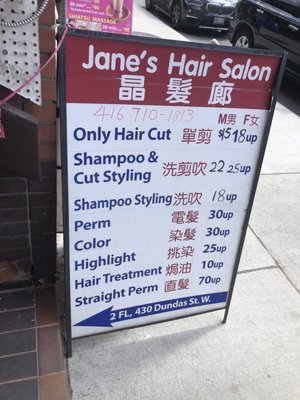 SHIATSU MASSAGE
Jane's Hair Salon
晶髮廊
416 710-1813 M男 F女
Only Hair Cut 單剪 $15 18up
Shampoo &
Cut Styling 洗剪吹 22 25up
Shampoo Styling 洗吹 18up
Perm 電髮 30up
Color 染髮 30up
Highlight 挑染 25up
Hair Treatment 焗油 10up
Straight Perm 直髮 70up
2 FL, 430 Dundas St. W.